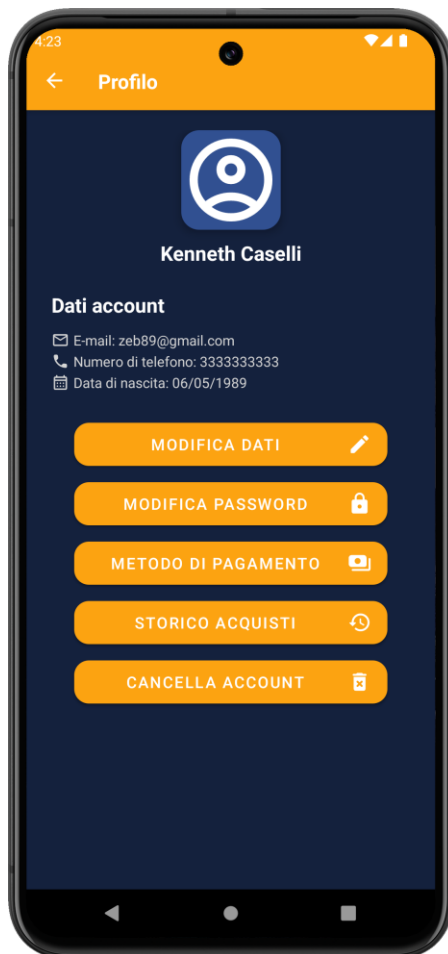 4:23
Profilo
Kenneth Caselli
Dati account
E-mail: zeb89@gmail.com
Numero di telefono: 3333333333
Data di nascita: 06/05/1989
MODIFICA DATI
MODIFICA PASSWORD
METODO DI PAGAMENTO
STORICO ACQUISTI
CANCELLA ACCOUNT